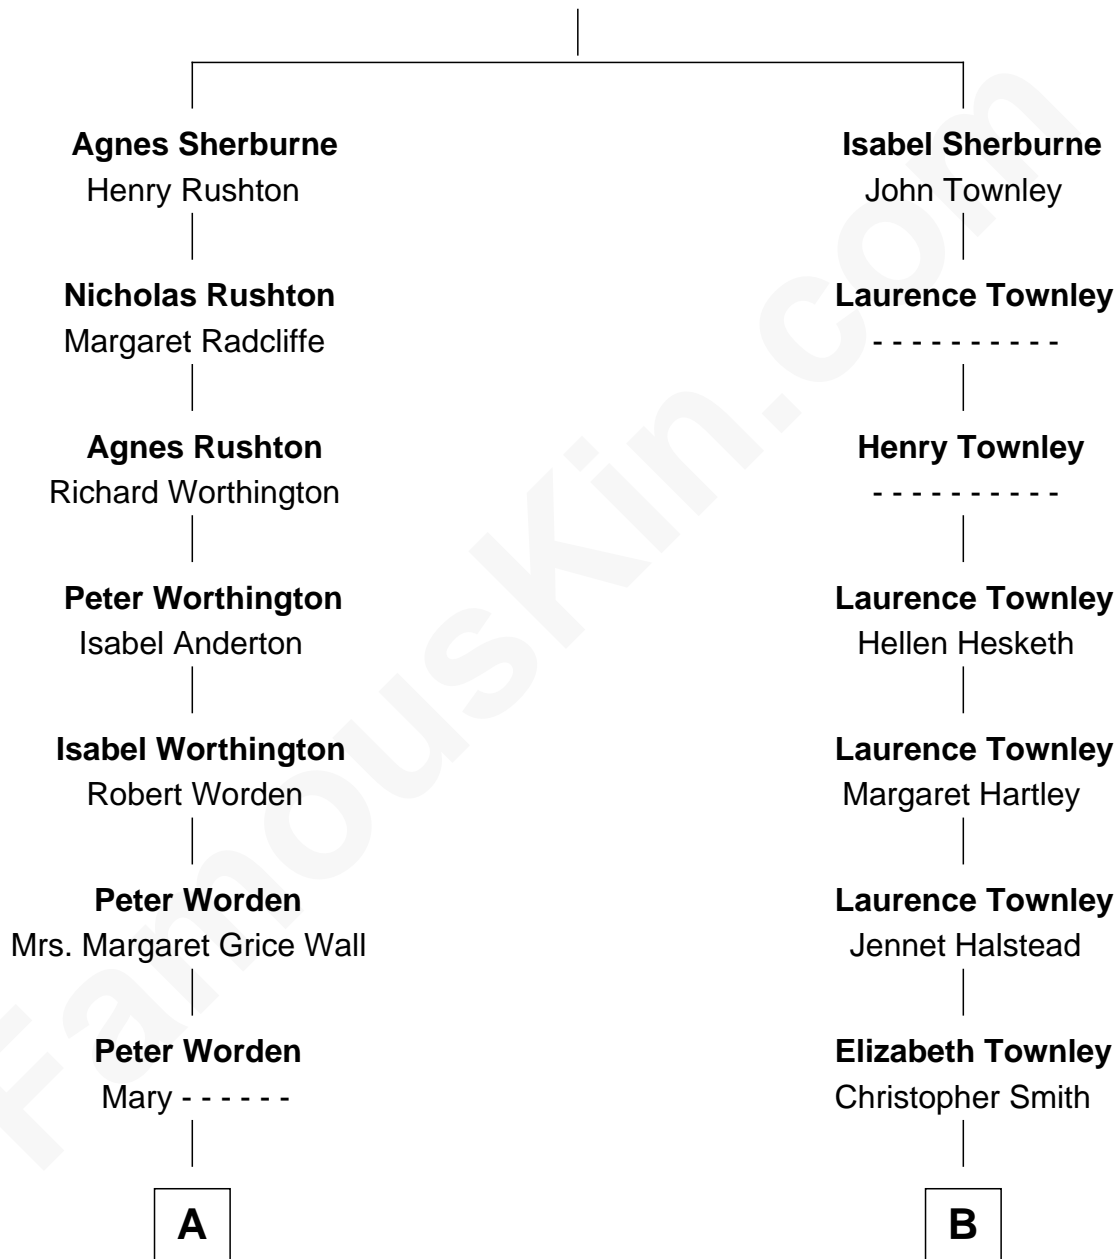 Agnes Sherburne
Henry Rushton
Nicholas Rushton
Margaret Radcliffe
Agnes Rushton
Richard Worthington
Peter Worthington
Isabel Anderton
Isabel Worthington
Robert Worden
Peter Worden
Mrs. Margaret Grice Wall
Peter Worden
Mary - - - - - -
A
Isabel Sherburne
John Townley
Laurence Townley
- - - - - - - - - -
Henry Townley
- - - - - - - - - -
Laurence Townley
Hellen Hesketh
Laurence Townley
Margaret Hartley
Laurence Townley
Jennet Halstead
Elizabeth Townley
Christopher Smith
B
FamousKin.com